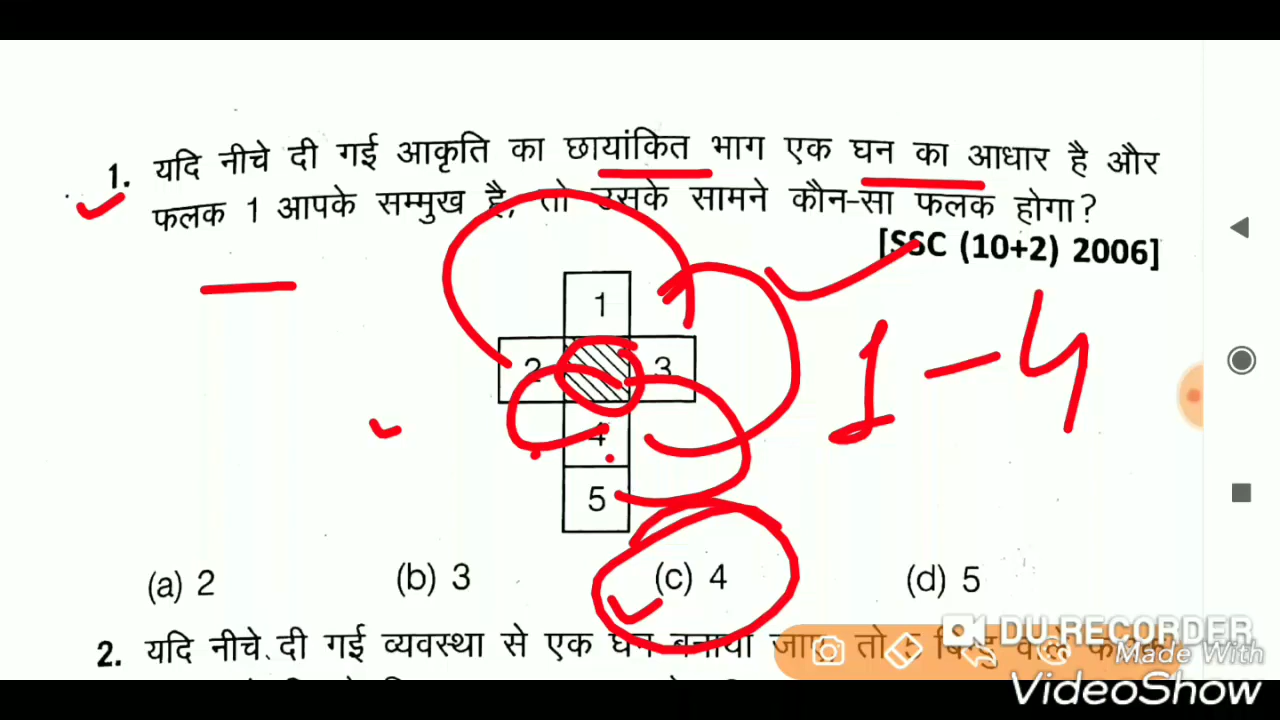 1. यदि नीचे दी गई आकृति का छायांकित भाग एक घन का आधार है और
फलक 1 आपके सम्मुख है, तो उसके सामने कौन-सा फलक होगा?
[SSC (10+2) 2006]
1
2 3
4
5
1 – 4
(a) 2 (b) 3 (c) 4 (d) 5
2. यदि नीचे दी गई व्यवस्था से एक घन बनाया जाए, तो 5 बिन्दु वाले
DU RECORDER
Made With
VideoShow